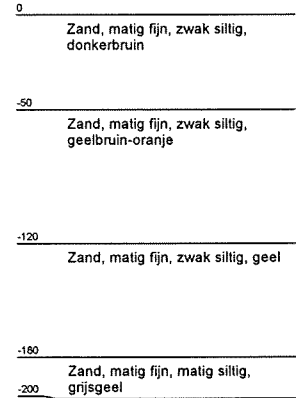 0
Zand, matig fijn, zwak siltig,
donkerbruin
-50
Zand, matig fijn, zwak siltig,
geelbruin-oranje
-120
Zand, matig fijn, zwak siltig, geel
-180
Zand, matig fijn, matig siltig,
grijsgeel
-200